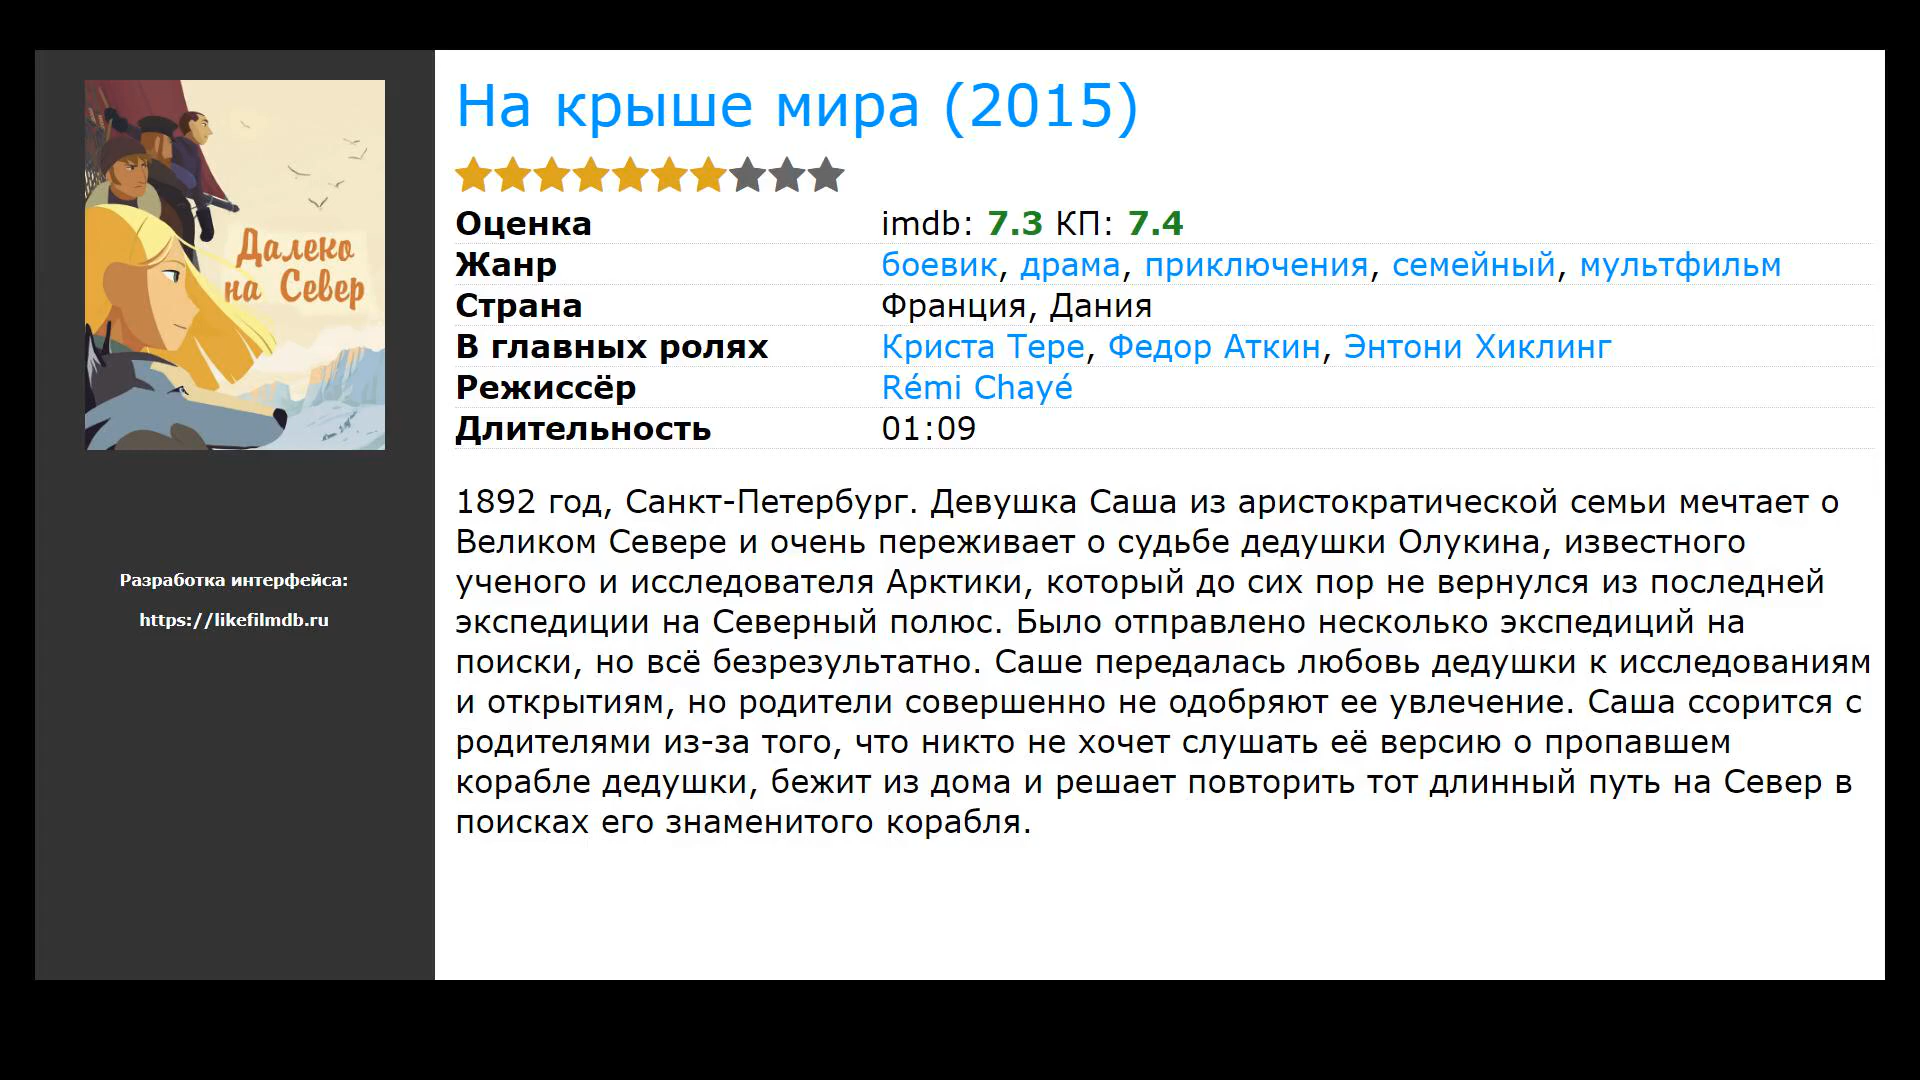 Далеко
на Север
Разработка интерфейса:
https://likefilmdb.ru
На крыше мира (2015)
Оценка imdb: 7.3 КП: 7.4
Жанр боевик, драма, приключения, семейный, мультфильм
Страна Франция, Дания
В главных ролях Криста Тере, Федор Аткин, Энтони Хиклинг
Режиссёр Rémi Chayé
Длительность 01:09
1892 год, Санкт-Петербург. Девушка Саша из аристократической семьи мечтает о
Великом Севере и очень переживает о судьбе дедушки Олукина, известного
ученого и исследователя Арктики, который до сих пор не вернулся из последней
экспедиции на Северный полюс. Было отправлено несколько экспедиций на
поиски, но всё безрезультатно. Саше передалась любовь дедушки к исследованиям
и открытиям, но родители совершенно не одобряют ее увлечение. Саша ссорится с
родителями из-за того, что никто не хочет слушать её версию о пропавшем
корабле дедушки, бежит из дома и решает повторить тот длинный путь на Север в
поисках его знаменитого корабля.